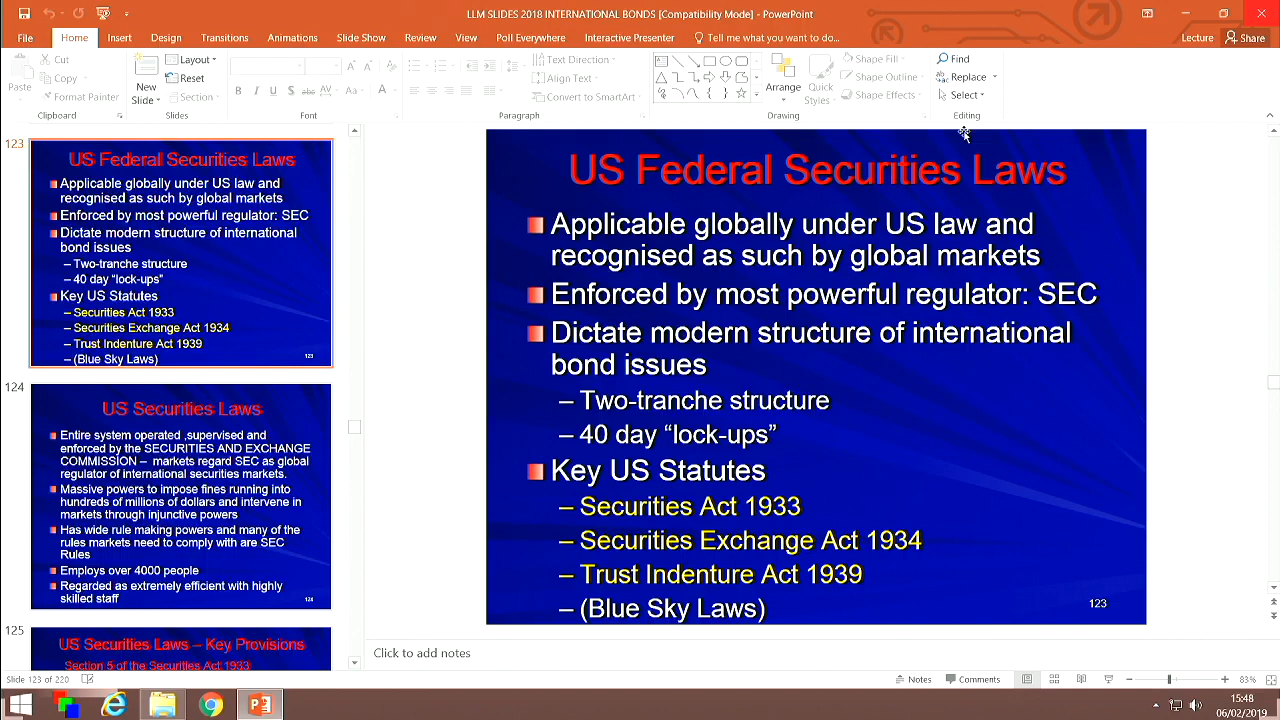 LLM SLIDES 2018 INTERNATIONAL BONDS [Compatibility Mode] - PowerPoint
File Home Insert Design Transitions Animations Slide Show Review View Poll Everywhere Interactive Presenter Tell me what you want to do... Lecture Share
Paste
Cut
Copy
Format Painter
Clipboard
New
Slide
Layout
Reset
Section
Slides
B I U S abc AV Aa A
Font
Text Direction
Align Text
Convert to SmartArt
Paragraph
Arrange
Quick
Styles
Shape Fill
Shape Outline
Shape Effects
Drawing
Find
Replace
Select
Editing
123
US Federal Securities Laws
Applicable globally under US law and
recognised as such by global markets
Enforced by most powerful regulator: SEC
Dictate modern structure of international
bond issues
– Two-tranche structure
– 40 day “lock-ups”
Key US Statutes
– Securities Act 1933
– Securities Exchange Act 1934
– Trust Indenture Act 1939
– (Blue Sky Laws)
123
124
US Securities Laws
Entire system operated ,supervised and
enforced by the SECURITIES AND EXCHANGE
COMMISSION – markets regard SEC as global
regulator of international securities markets.
Massive powers to impose fines running into
hundreds of millions of dollars and intervene in
markets through injunctive powers
Has wide rule making powers and many of the
rules markets need to comply with are SEC
Rules
Employs over 4000 people
Regarded as extremely efficient with highly
skilled staff
124
125
US Securities Laws – Key Provisions
Section 5 of the Securities Act 1933
US Federal Securities Laws
Applicable globally under US law and
recognised as such by global markets
Enforced by most powerful regulator: SEC
Dictate modern structure of international
bond issues
– Two-tranche structure
– 40 day “lock-ups”
Key US Statutes
– Securities Act 1933
– Securities Exchange Act 1934
– Trust Indenture Act 1939
– (Blue Sky Laws)
123
Click to add notes
Slide 123 of 220
Notes Comments 83%
15:48
06/02/2019